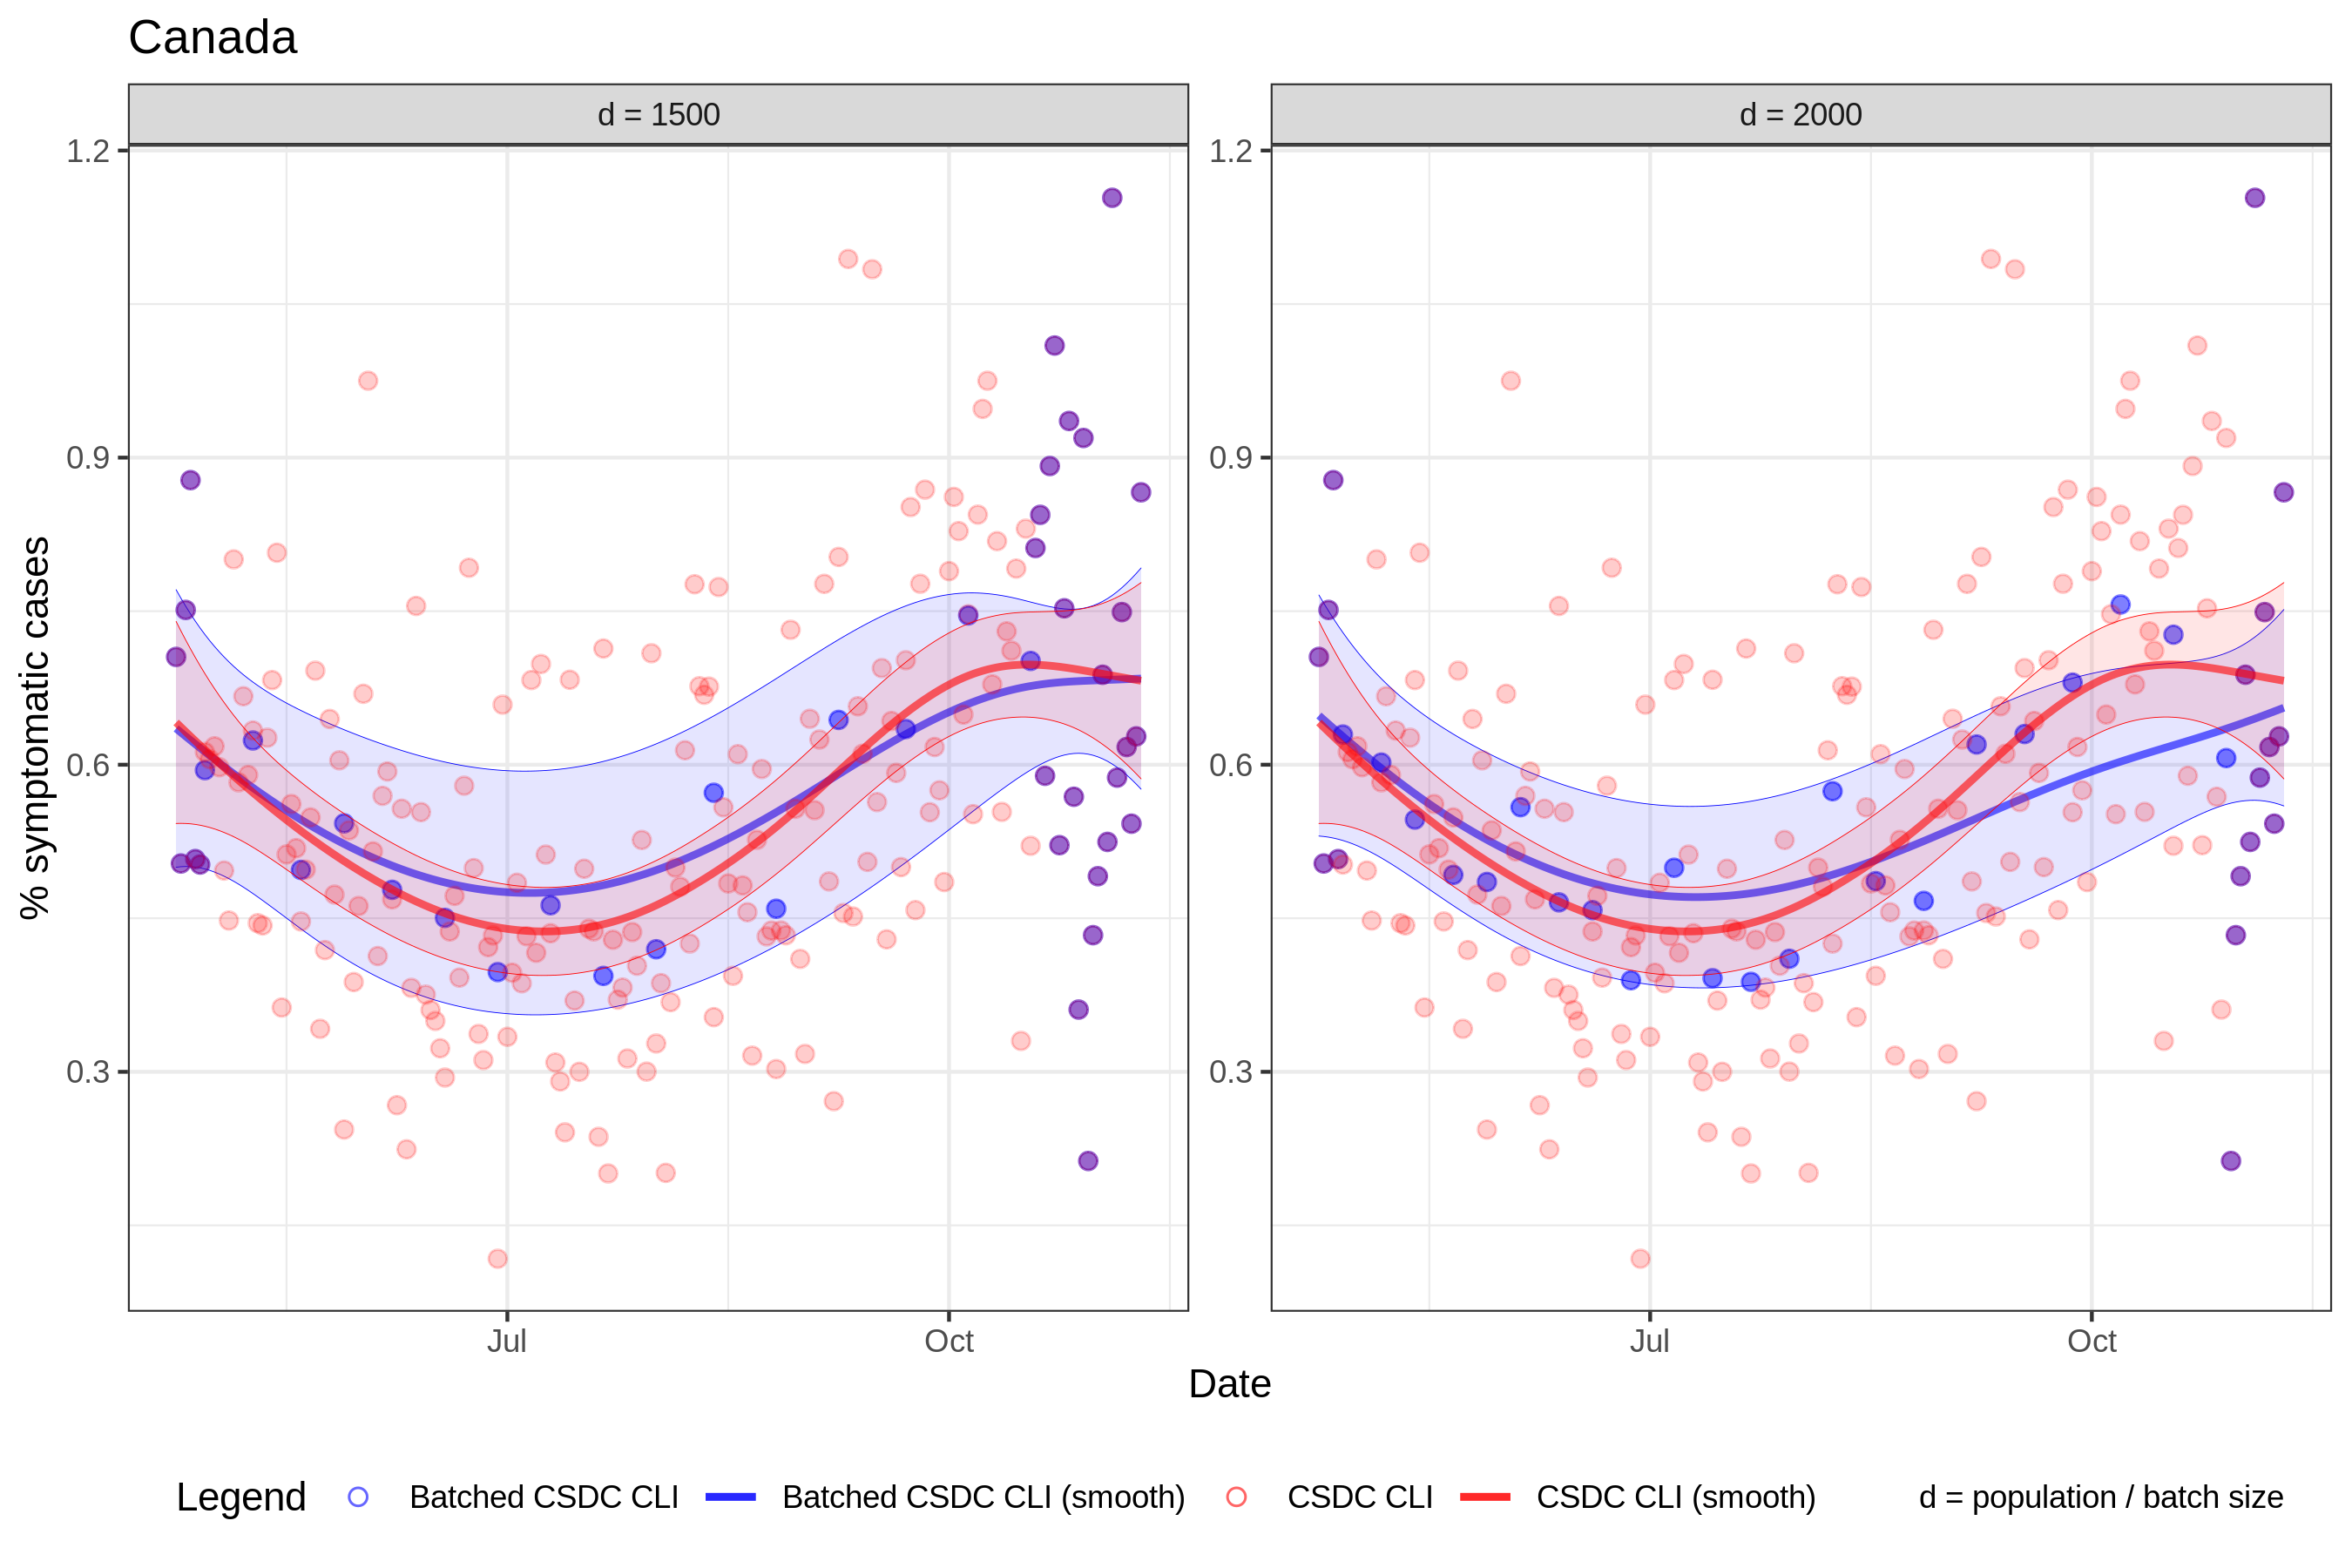 Canada
d = 1500
d = 2000
% symptomatic cases
1.2
0.9
0.6
0.3
1.2
0.9
0.6
0.3
Jul
Oct
Jul
Oct
Date
Legend
Batched CSDC CLI
Batched CSDC CLI (smooth)
CSDC CLI
CSDC CLI (smooth)
d = population / batch size